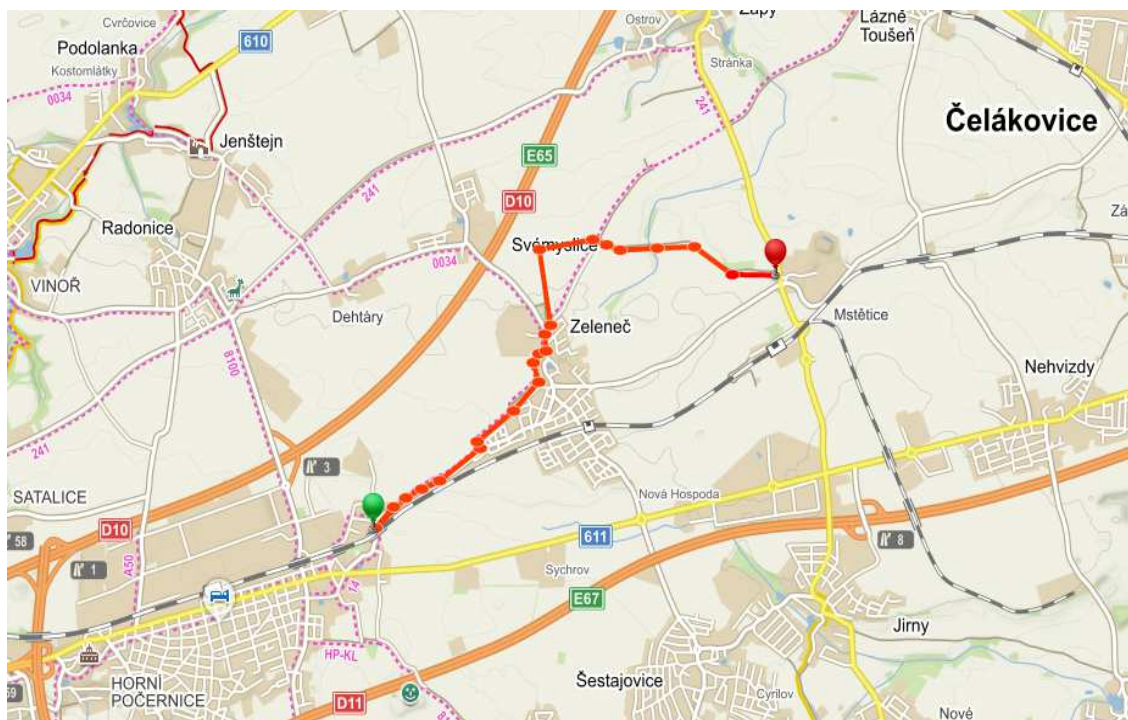 Cvrčovice
Podolanka
Kostomlátky
610
0034
Ostrov
Zápy
Lázně
Toušeň
Stránka
241
Čelákovice
Jenštejn
E65
D10
241
Radonice
Svémyslice
0034
VINOŘ
Dehtáry
Zeleneč
Mstětice
8100
Nehvizdy
241
3
SATALICE
Nová Hospoda
D10
58
1
A50
611
8
14
Sychrov
E67
Jirny
HP-KL
Šestajovice
HORNÍ
POČERNICE
D11
59
Cyrilov
Nové